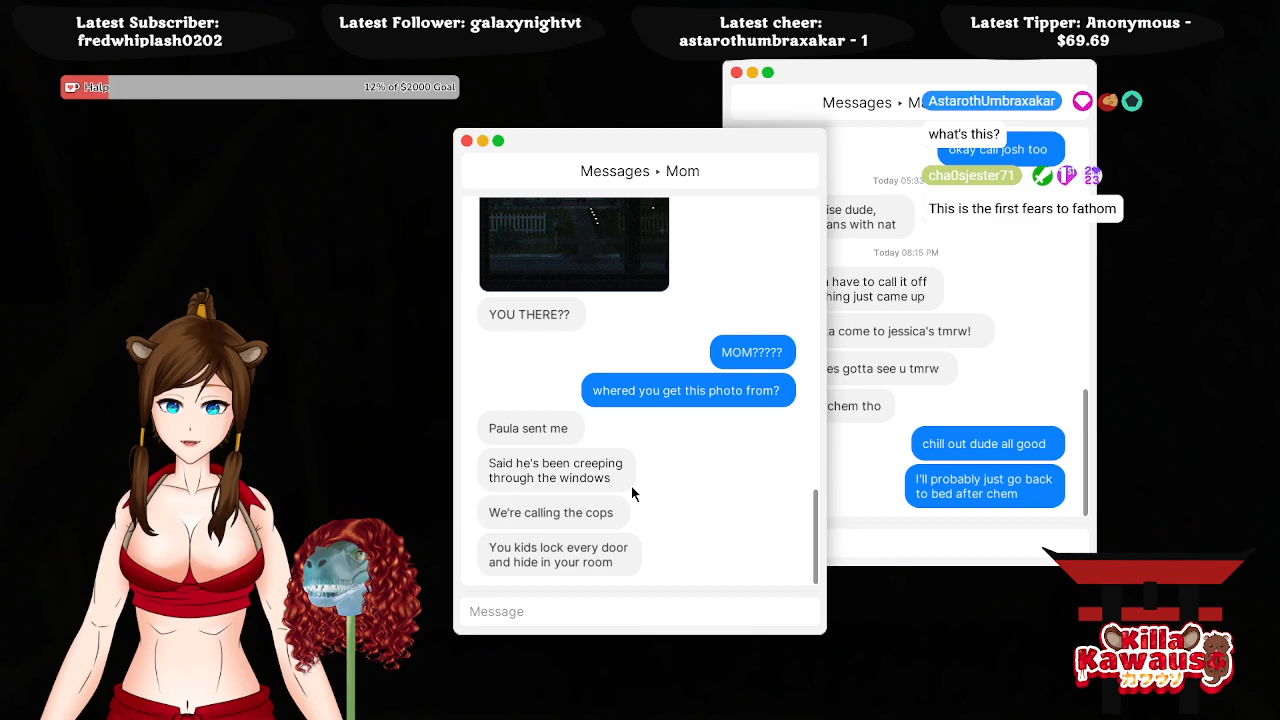 Latest Subscriber:
fredwhiplash0202
Latest Follower: galaxynightvt
Latest cheer:
astarothumbraxakar - 1
Latest Tipper: Anonymous -
$69.69
Halo
12% of $2000 Goal
Messages ▸ Mom
YOU THERE??
MOM?????
whered you get this photo from?
Paula sent me
Said he's been creeping
through the windows
We're calling the cops
You kids lock every door
and hide in your room
Message
Messages ▸
AstarothUmbraxakar
what's this?
okay call josh too
cha0sjester71
1ST
Today 05:33
This is the first fears to fathom
dude,
with nat
Today 08:15 PM
have to call it off
just came up
come to jessica's tmrw!
gotta see u tmrw
chem tho
chill out dude all good
I'll probably just go back
to bed after chem
Killa
Kawauso
カワウソ